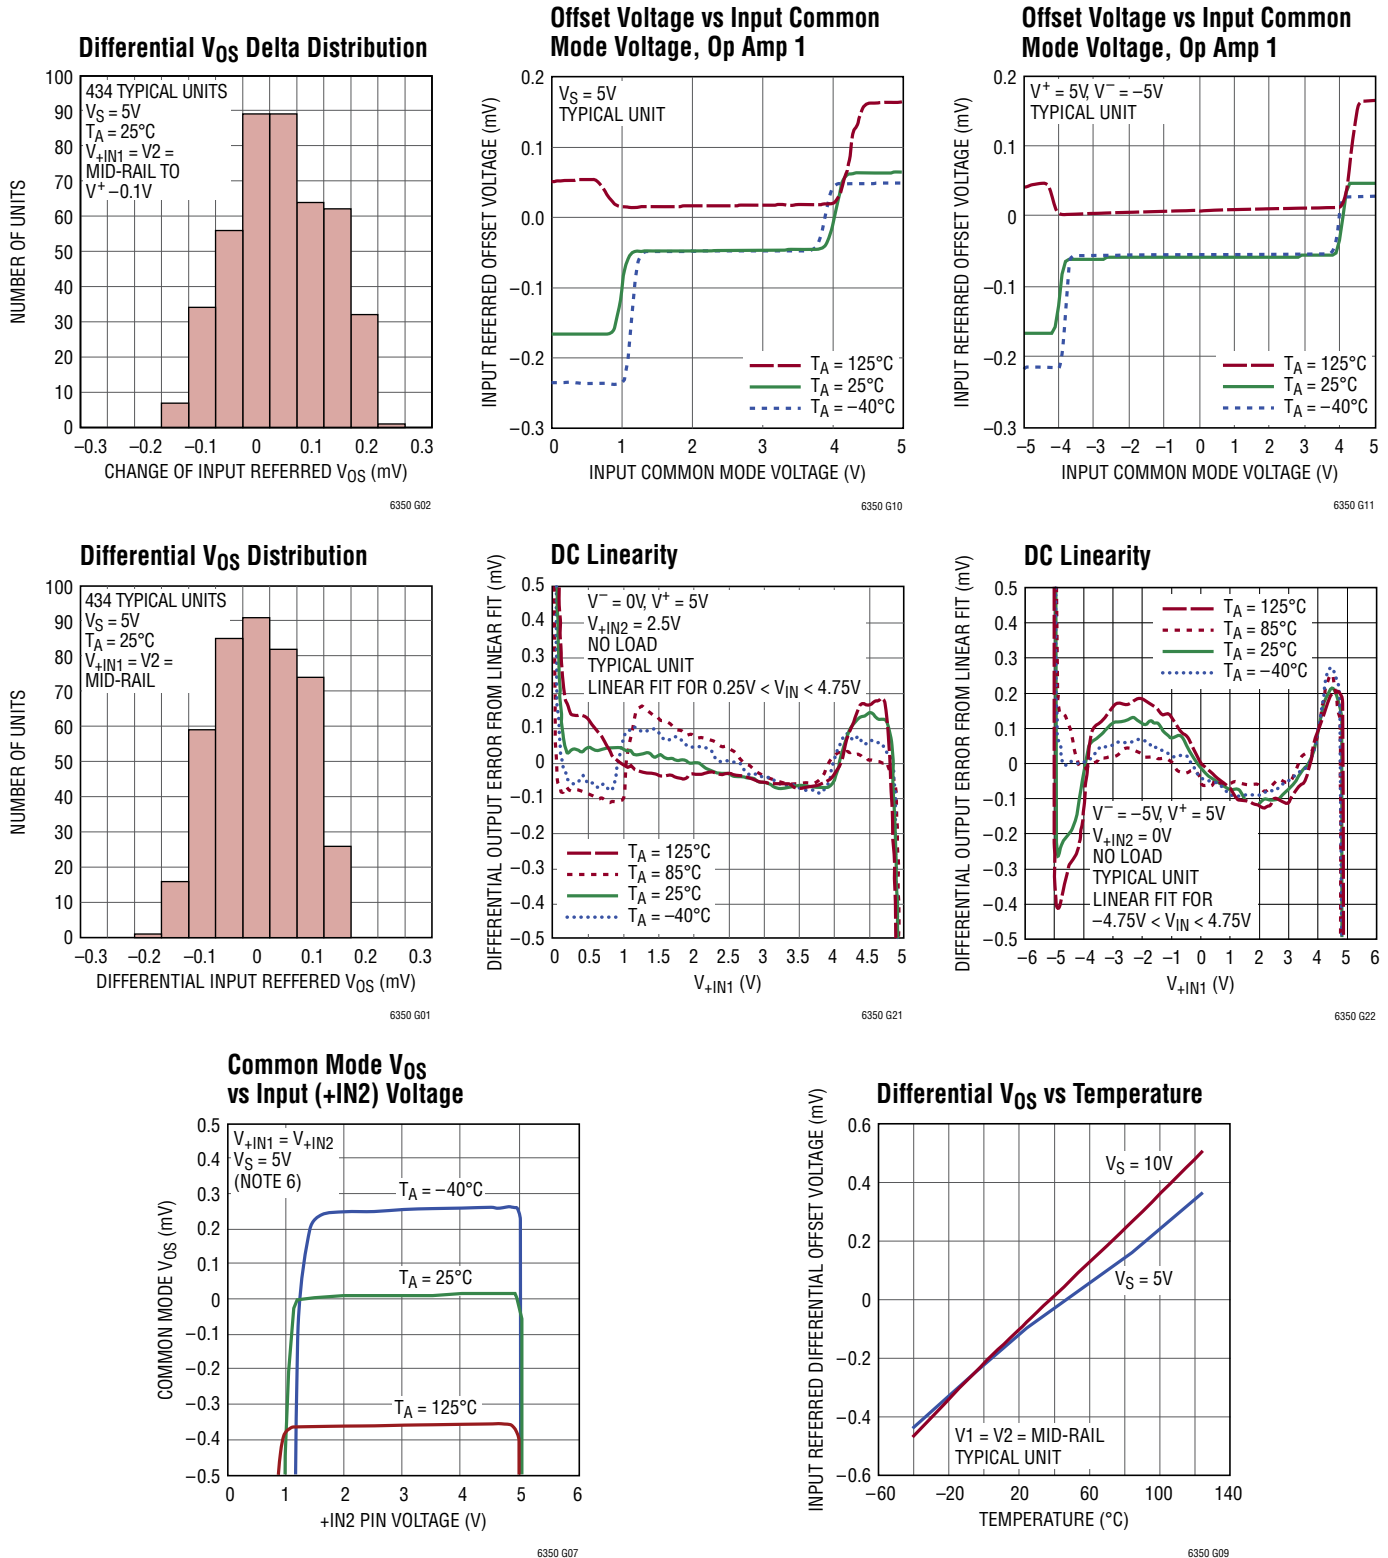 Differential VOS Delta Distribution
100
90
80
70
60
50
40
30
20
10
0
NUMBER OF UNITS
434 TYPICAL UNITS
VS = 5V
TA = 25°C
V+IN1 = V2 =
MID-RAIL TO
V+ –0.1V
–0.3 –0.2 –0.1 0 0.1 0.2 0.3
CHANGE OF INPUT REFERRED VOS (mV)
6350 G02
Offset Voltage vs Input Common
Mode Voltage, Op Amp 1
0.2
0.1
0.0
–0.1
–0.2
–0.3
INPUT REFERRED OFFSET VOLTAGE (mV)
VS = 5V
TYPICAL UNIT
TA = 125°C
TA = 25°C
TA = –40°C
0 1 2 3 4 5
INPUT COMMON MODE VOLTAGE (V)
6350 G10
Offset Voltage vs Input Common
Mode Voltage, Op Amp 1
0.2
0.1
0
–0.1
–0.2
–0.3
INPUT REFERRED OFFSET VOLTAGE (mV)
V+ = 5V, V– = –5V
TYPICAL UNIT
TA = 125°C
TA = 25°C
TA = –40°C
–5 –4 –3 –2 –1 0 1 2 3 4 5
INPUT COMMON MODE VOLTAGE (V)
6350 G11
Differential VOS Distribution
100
90
80
70
60
50
40
30
20
10
0
NUMBER OF UNITS
434 TYPICAL UNITS
VS = 5V
TA = 25°C
V+IN1 = V2 =
MID-RAIL
–0.3 –0.2 –0.1 0 0.1 0.2 0.3
DIFFERENTIAL INPUT REFFERED VOS (mV)
6350 G01
DC Linearity
0.5
0.4
0.3
0.2
0.1
0
–0.1
–0.2
–0.3
–0.4
–0.5
DIFFERENTIAL OUTPUT ERROR FROM LINEAR FIT (mV)
V– = 0V, V+ = 5V
V+IN2 = 2.5V
NO LOAD
TYPICAL UNIT
LINEAR FIT FOR 0.25V < VIN < 4.75V
TA = 125°C
TA = 85°C
TA = 25°C
TA = –40°C
0 0.5 1 1.5 2 2.5 3 3.5 4 4.5 5
V+IN1 (V)
6350 G21
DC Linearity
0.5
0.4
0.3
0.2
0.1
0
–0.1
–0.2
–0.3
–0.4
–0.5
DIFFERENTIAL OUTPUT ERROR FROM LINEAR FIT (mV)
TA = 125°C
TA = 85°C
TA = 25°C
TA = –40°C
V– = –5V, V+ = 5V
V+IN2 = 0V
NO LOAD
TYPICAL UNIT
LINEAR FIT FOR
–4.75V < VIN < 4.75V
–6 –5 –4 –3 –2 –1 0 1 2 3 4 5 6
V+IN1 (V)
6350 G22
Common Mode VOS
vs Input (+IN2) Voltage
0.5
0.4
0.3
0.2
0.1
0
–0.1
–0.2
–0.3
–0.4
–0.5
COMMON MODE VOS (mV)
V+IN1 = V+IN2
VS = 5V
(NOTE 6)
TA = –40°C
TA = 25°C
TA = 125°C
0 1 2 3 4 5 6
+IN2 PIN VOLTAGE (V)
6350 G07
Differential VOS vs Temperature
0.6
0.4
0.2
0
–0.2
–0.4
–0.6
INPUT REFERRED DIFFERENTIAL OFFSET VOLTAGE (mV)
VS = 10V
VS = 5V
V1 = V2 = MID-RAIL
TYPICAL UNIT
–60 –20 20 60 100 140
TEMPERATURE (°C)
6350 G09